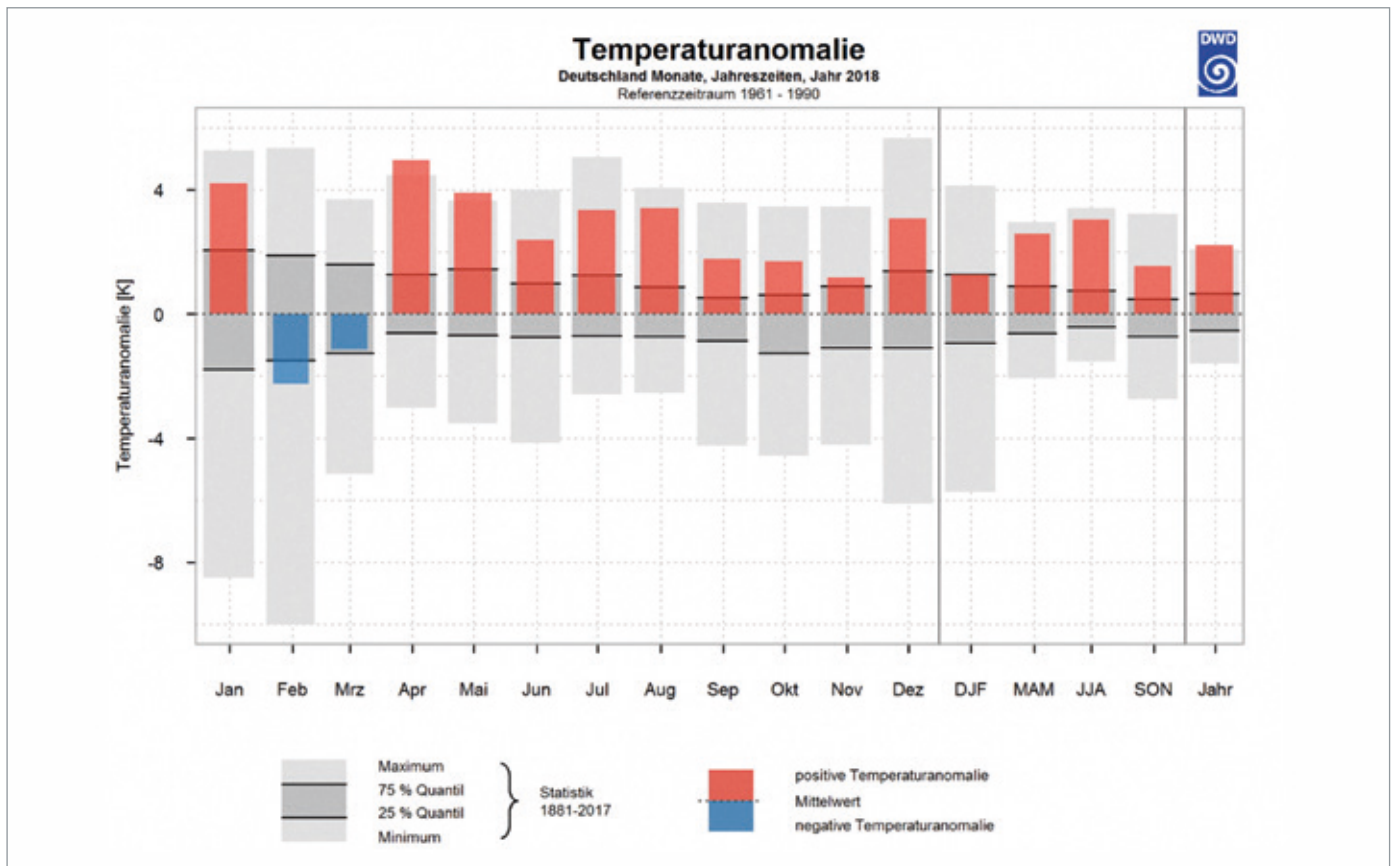 Temperaturanomalie
Deutschland Monate, Jahreszeiten, Jahr 2018
Referenzzeitraum 1961 - 1990
DWD
Temperaturanomalie [K]
4
0
-4
-8
Jan Feb Mrz Apr Mai Jun Jul Aug Sep Okt Nov Dez DJF MAM JJA SON Jahr
Maximum
75 % Quantil
25 % Quantil
Minimum
Statistik
1881-2017
positive Temperaturanomalie
Mittelwert
negative Temperaturanomalie